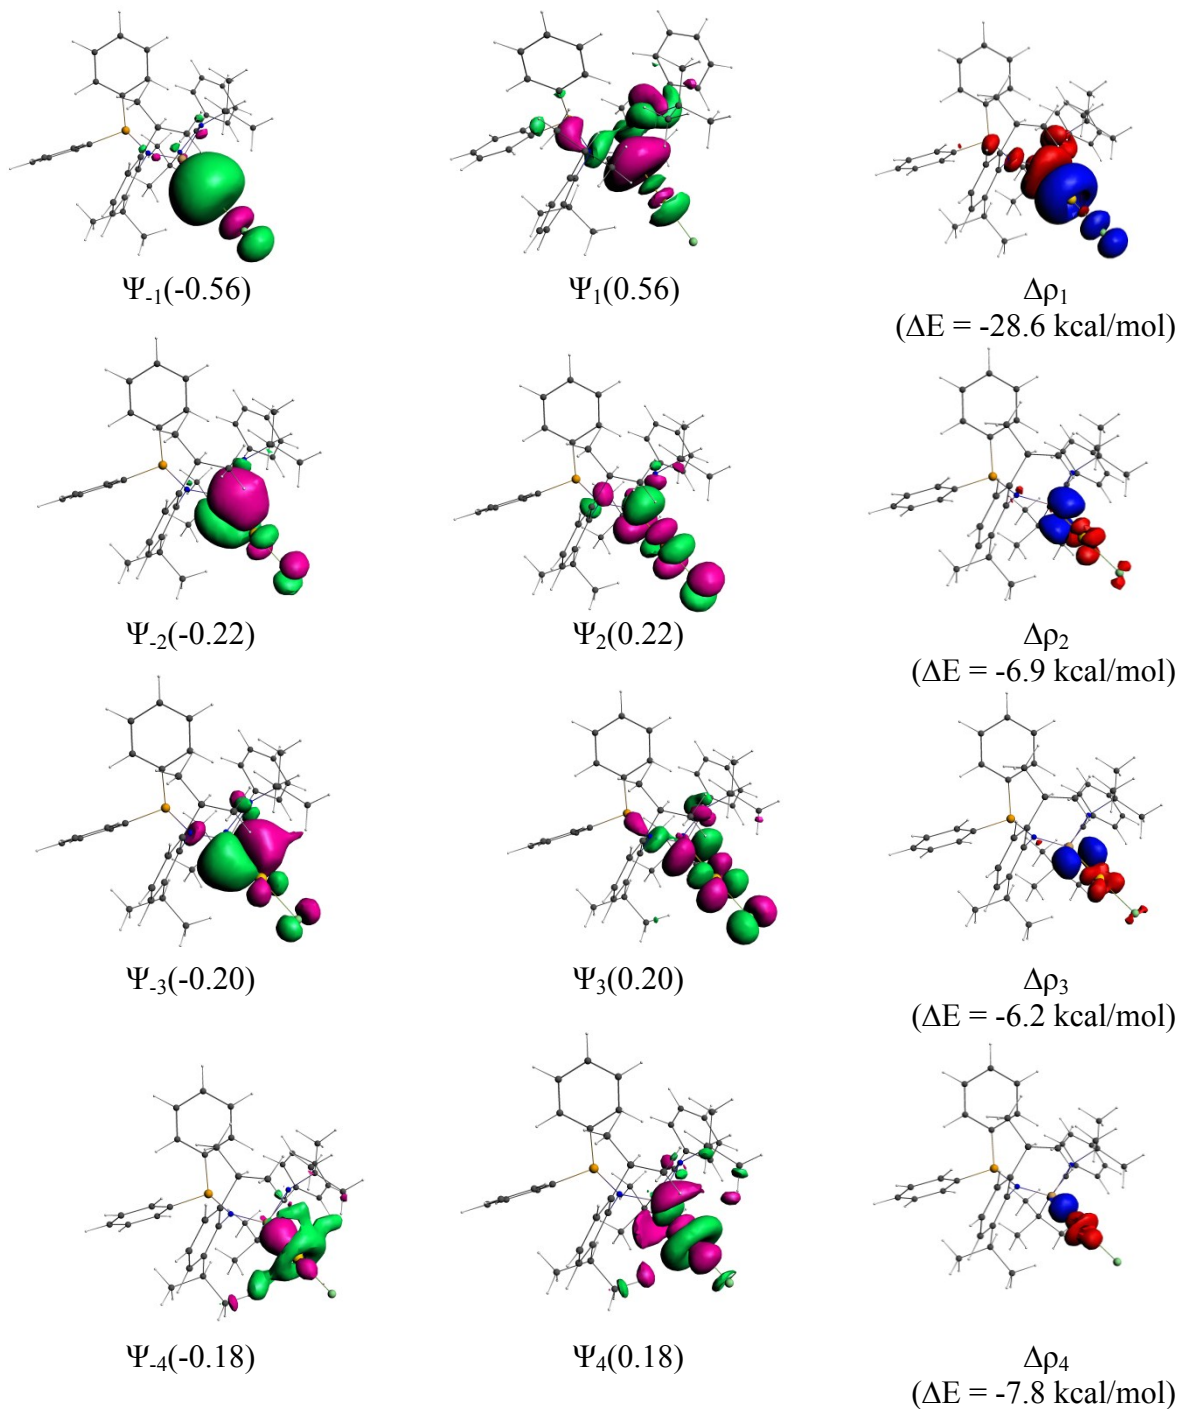 Ψ₋₁(-0.56) Ψ₁(0.56) Δρ₁
(ΔE = -28.6 kcal/mol)
Ψ₋₂(-0.22) Ψ₂(0.22) Δρ₂
(ΔE = -6.9 kcal/mol)
Ψ₋₃(-0.20) Ψ₃(0.20) Δρ₃
(ΔE = -6.2 kcal/mol)
Ψ₋₄(-0.18) Ψ₄(0.18) Δρ₄
(ΔE = -7.8 kcal/mol)